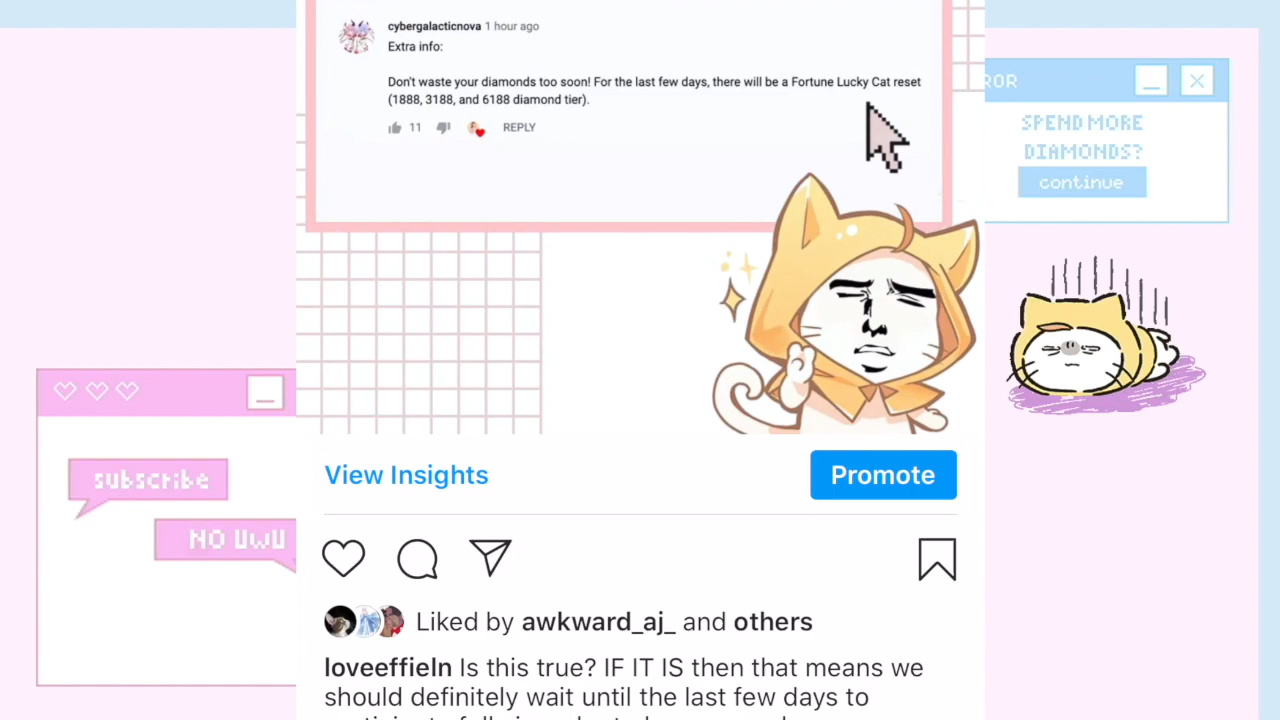 cybergalacticnova 1 hour ago
Extra info:
Don't waste your diamonds too soon! For the last few days, there will be a Fortune Lucky Cat reset
(1888, 3188, and 6188 diamond tier).
11 REPLY
ROR
SPEND MORE
DIAMONDS?
continue
subscribe
NO UWU
View Insights
Promote
Liked by awkward_aj_ and others
loveeffieln Is this true? IF IT IS then that means we
should definitely wait until the last few days to